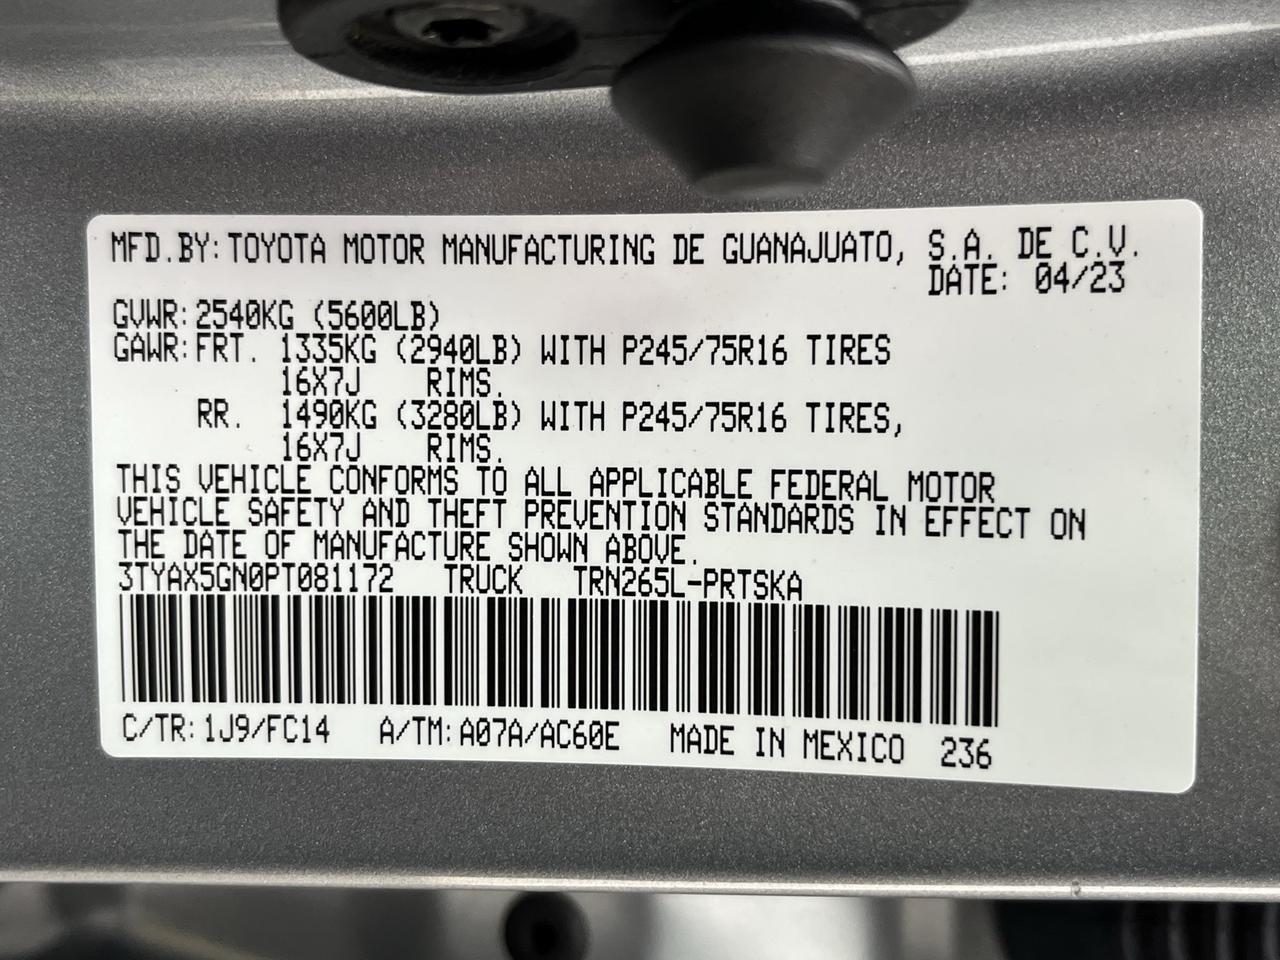 MFD.BY: TOYOTA MOTOR MANUFACTURING DE GUANAJUATO, S.A. DE C.V.
DATE: 04/23
GVWR: 2540KG (5600LB)
GAWR: FRT. 1335KG (2940LB) WITH P245/75R16 TIRES
16X7J RIMS.
RR. 1490KG (3280LB) WITH P245/75R16 TIRES,
16X7J RIMS.
THIS VEHICLE CONFORMS TO ALL APPLICABLE FEDERAL MOTOR
VEHICLE SAFETY AND THEFT PREVENTION STANDARDS IN EFFECT ON
THE DATE OF MANUFACTURE SHOWN ABOVE.
3TYAX5GN0PT081172 TRUCK TRN265L-PRTSKA
C/TR: 1J9/FC14 A/TM: A07A/AC60E MADE IN MEXICO 236